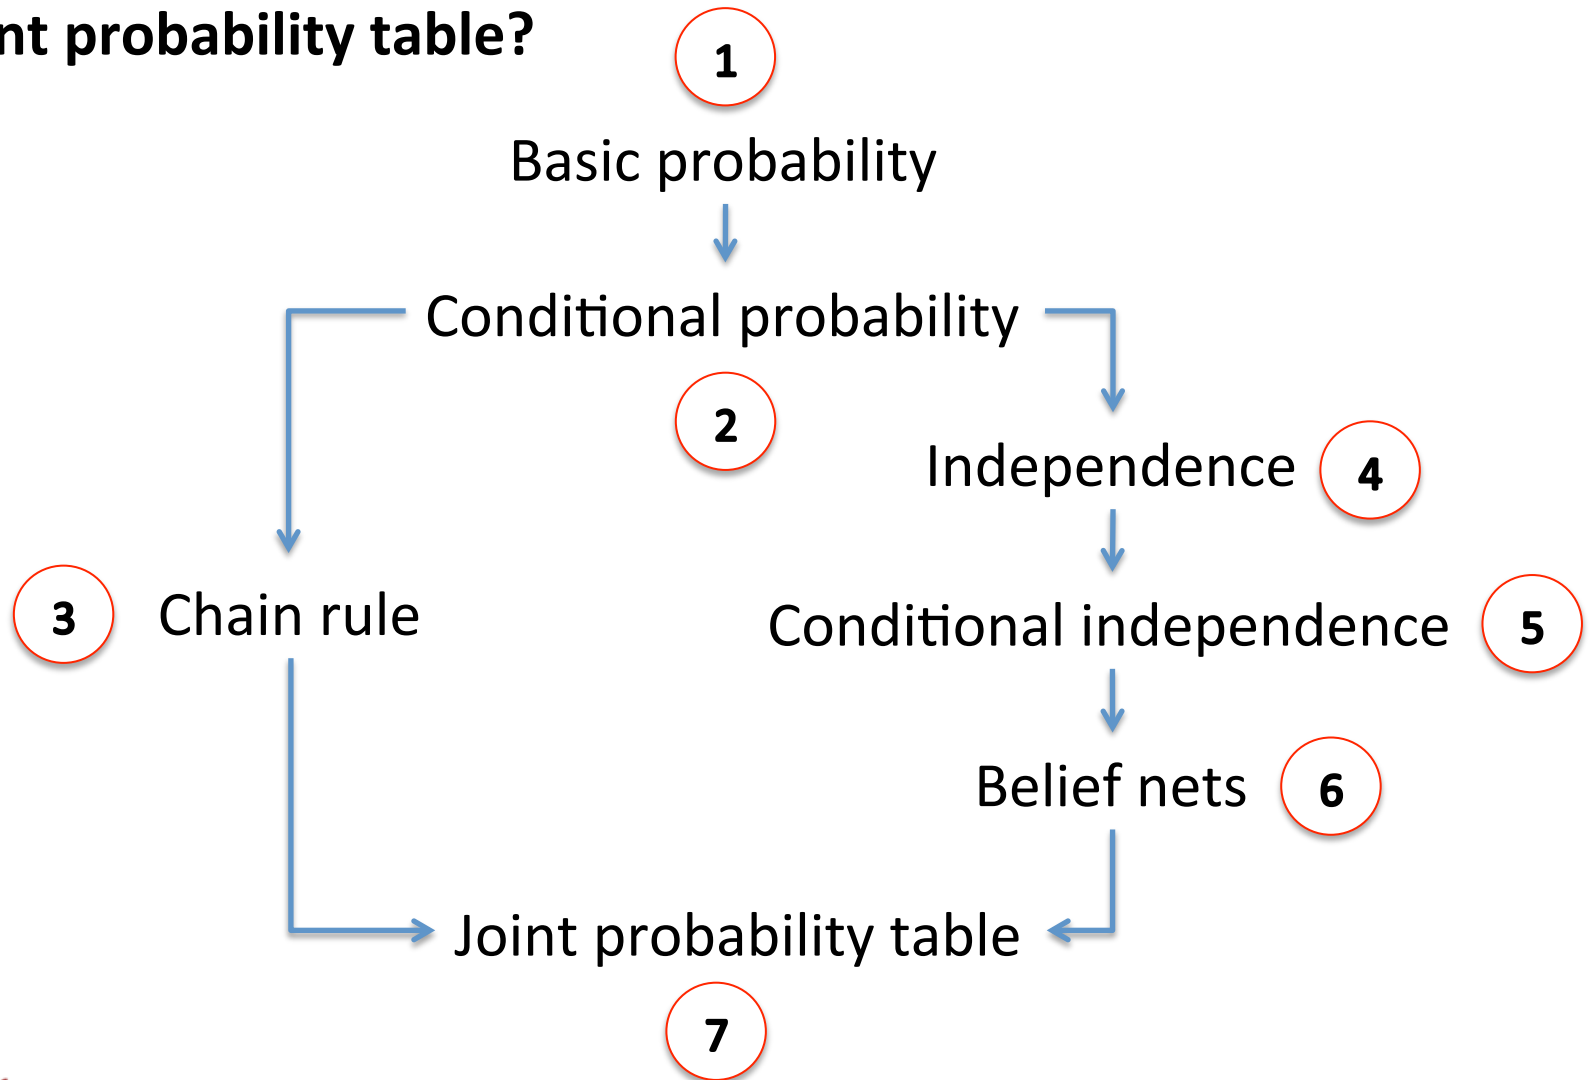 nt probability table?
1
Basic probability
Conditional probability
2
Independence 4
3 Chain rule
Conditional independence 5
Belief nets 6
Joint probability table
7